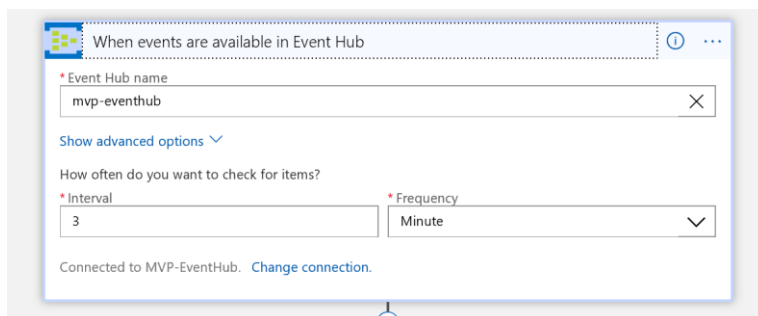 When events are available in Event Hub
* Event Hub name
mvp-eventhub
Show advanced options
How often do you want to check for items?
* Interval * Frequency
3 Minute
Connected to MVP-EventHub. Change connection.